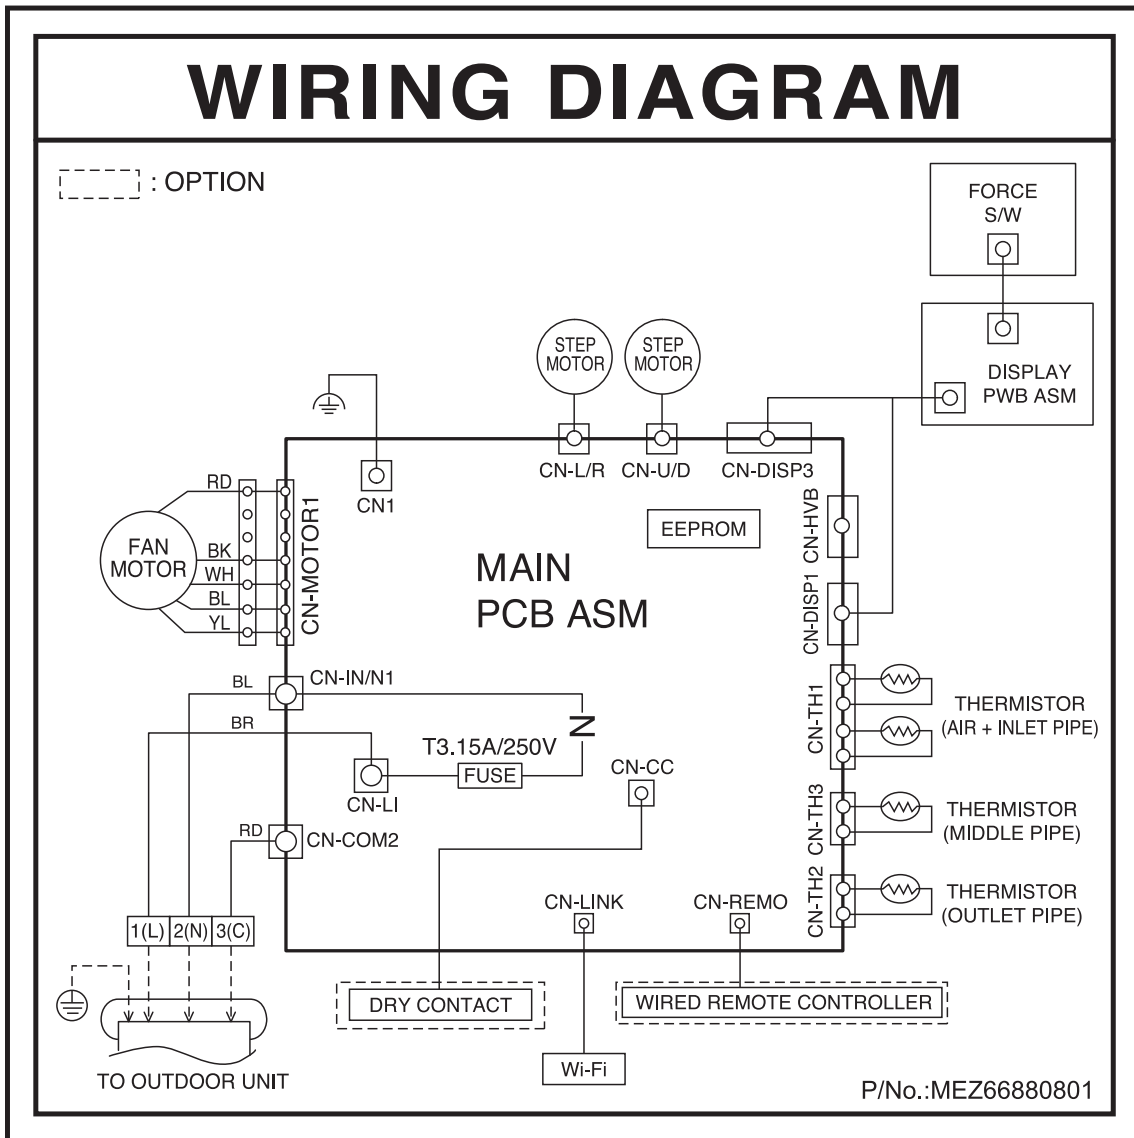 WIRING DIAGRAM
: OPTION
FORCE
S/W
DISPLAY
PWB ASM
STEP
MOTOR
STEP
MOTOR
CN-L/R
CN-U/D
CN-DISP3
CN1
RD
BK
WH
BL
YL
FAN
MOTOR
CN-MOTOR1
EEPROM
MAIN
PCB ASM
CN-HVB
CN-DISP1
CN-TH1
THERMISTOR
(AIR + INLET PIPE)
CN-TH3
THERMISTOR
(MIDDLE PIPE)
CN-TH2
THERMISTOR
(OUTLET PIPE)
BL
CN-IN/N1
BR
T3.15A/250V
FUSE
N
CN-LI
CN-CC
RD
CN-COM2
CN-LINK
CN-REMO
1(L) 2(N) 3(C)
DRY CONTACT
WIRED REMOTE CONTROLLER
Wi-Fi
TO OUTDOOR UNIT
P/No.:MEZ66880801